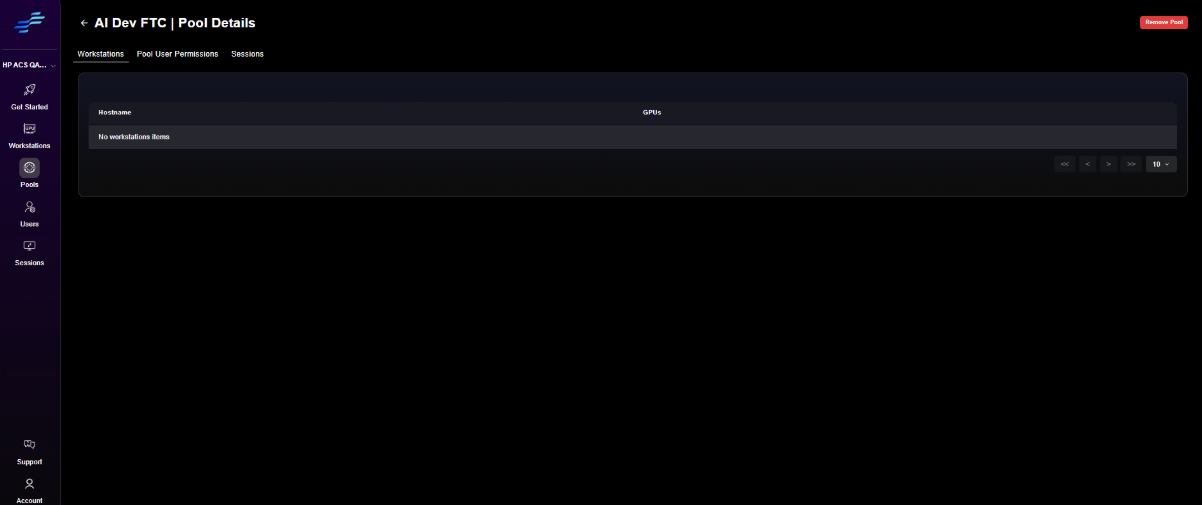 AI Dev FTC | Pool Details
Remove Pool
HP ACS QA...
Get Started
GPU
Workstations
Pools
Users
Sessions
Support
Account
Workstations Pool User Permissions Sessions
Hostname GPUs
No workstations items
<< < > >> 10